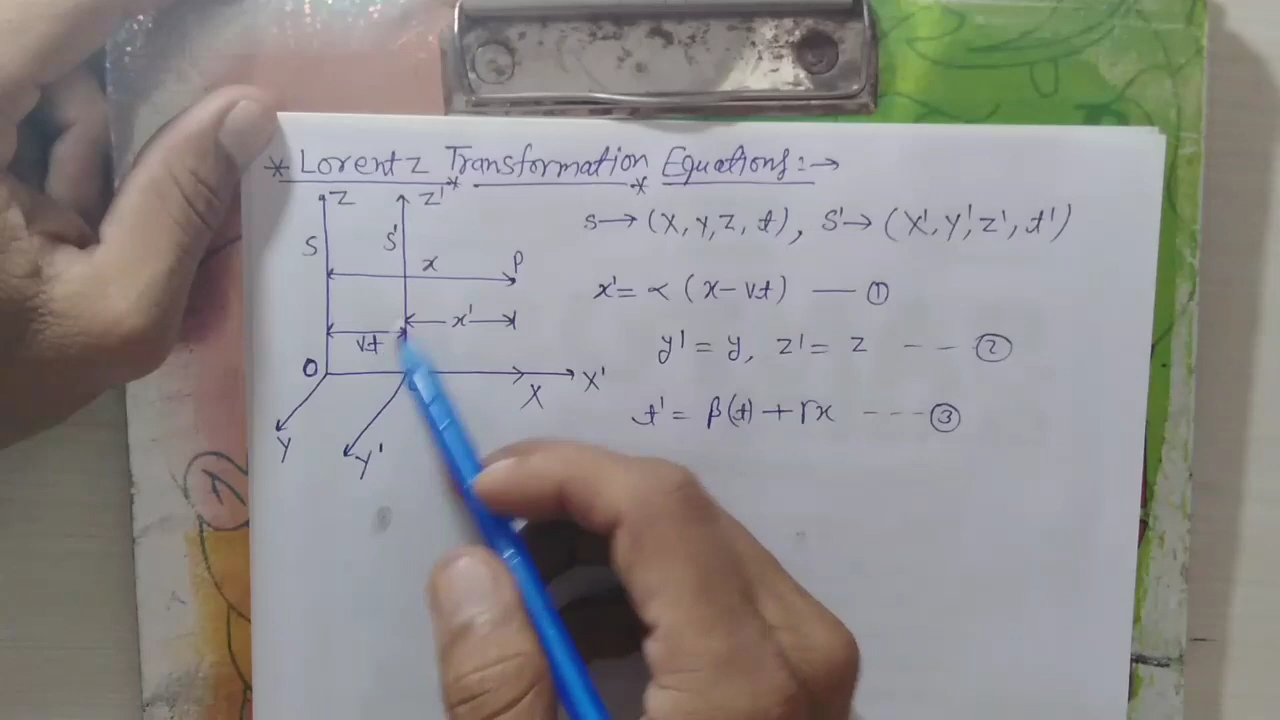 * Lorentz Transformation Equations :→
* *
Z Z'
S → (X, Y, Z, t), S' → (X', Y', Z', t')
S S'
x P
x' = α (x - vt) — ①
x'
vt
y' = y, z' = z -- ②
O X X'
t' = β(t) + γx --- ③
Y Y'